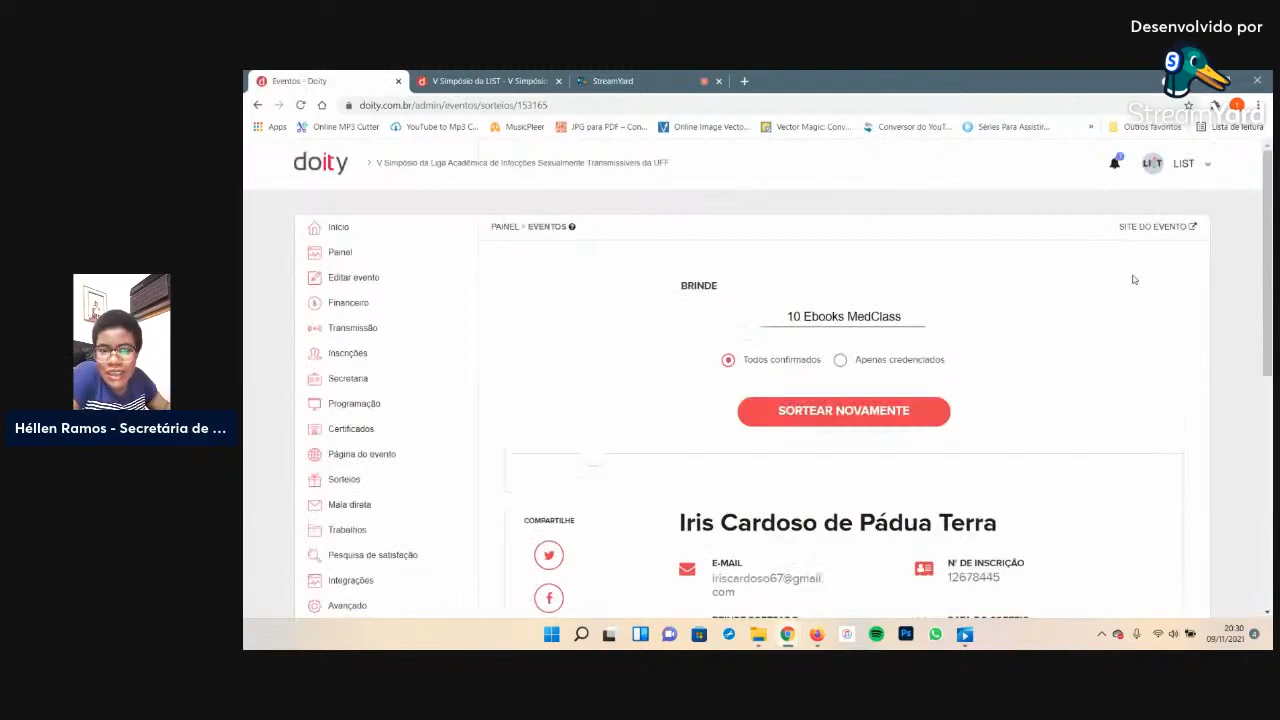 Desenvolvido por
StreamYard
Eventos - Doity
V Simpósio da LIST - V Simpósio
StreamYard
doity.com.br/admin/eventos/sorteios/153165
Apps
Online MP3 Cutter
YouTube to Mp3 C...
MusicPleer
JPG para PDF – Con...
Online Image Vecto...
Vector Magic: Conv...
Conversor do YouT...
Séries Para Assistir...
»
Outros favoritos
Lista de leitura
doity
> V Simpósio da Liga Acadêmica de Infecções Sexualmente Transmissíveis da UFF
LIST
LIST
Início
Painel
Editar evento
Financeiro
Transmissão
Inscrições
Secretaria
Programação
Certificados
Página do evento
Sorteios
Mala direta
Trabalhos
Pesquisa de satisfação
Integrações
Avançado
PAINEL > EVENTOS
SITE DO EVENTO
BRINDE
10 Ebooks MedClass
Todos confirmados
Apenas credenciados
SORTEAR NOVAMENTE
COMPARTILHE
Iris Cardoso de Pádua Terra
E-MAIL
iriscardoso67@gmail.
com
N° DE INSCRIÇÃO
12678445
Héllen Ramos - Secretária de ...
20:30
09/11/2021